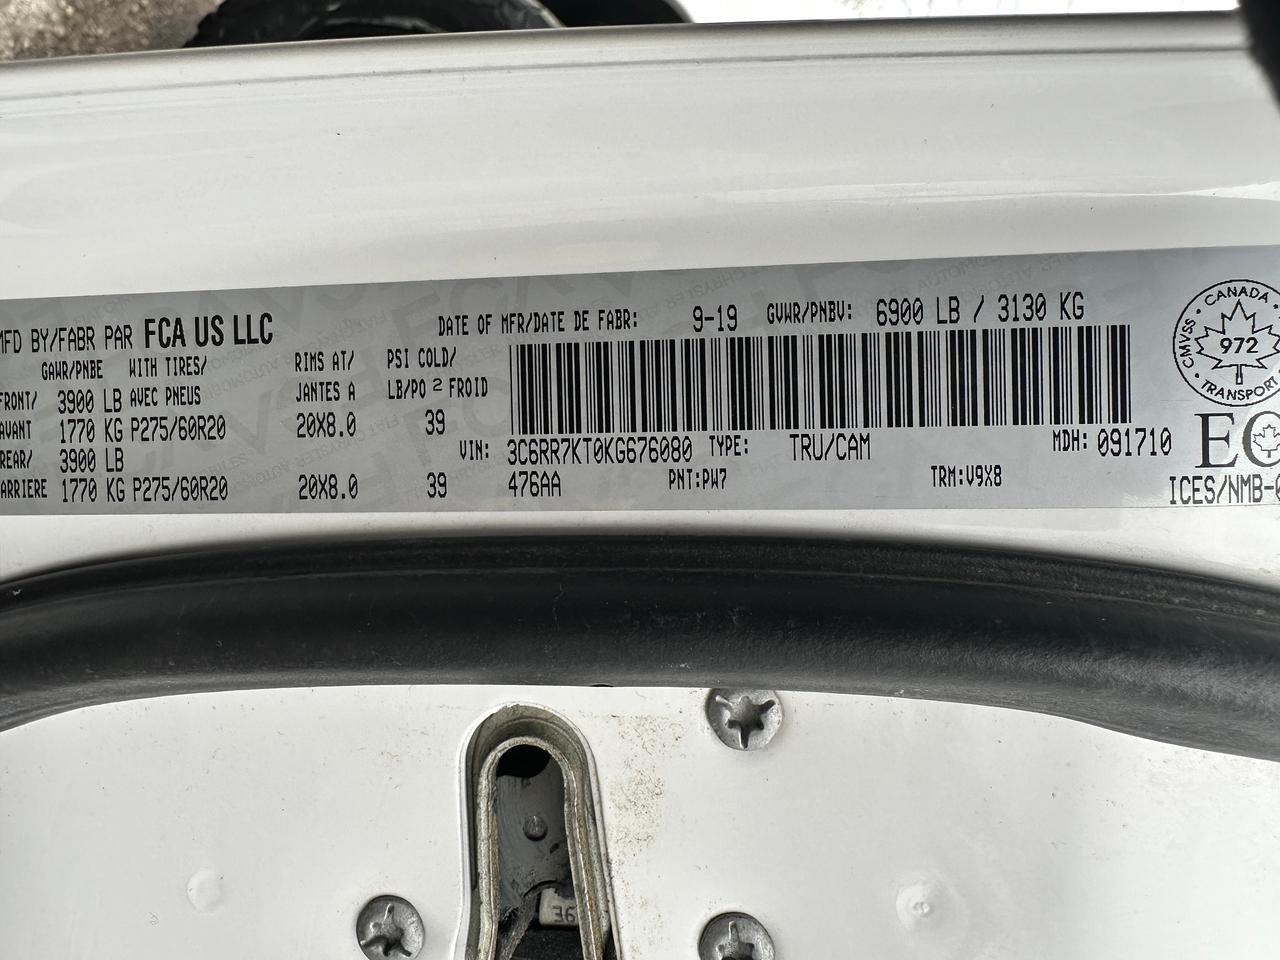 MFD BY/FABR PAR FCA US LLC
DATE OF MFR/DATE DE FABR: 9-19 GVWR/PNBV: 6900 LB / 3130 KG
GAWR/PNBE WITH TIRES/ RIMS AT/ PSI COLD/
AVEC PNEUS JANTES A LB/PO 2 FROID
FRONT/ 3900 LB
AVANT 1770 KG P275/60R20 20X8.0 39
REAR/ 3900 LB
ARRIERE 1770 KG P275/60R20 20X8.0 39
VIN: 3C6RR7KT0KG676080 TYPE: TRU/CAM MDH: 091710
476AA PNT:PW7 TRM:V9X8
CANADA
CMVSS 972
TRANSPORT
EC
ICES/NMB-0
36